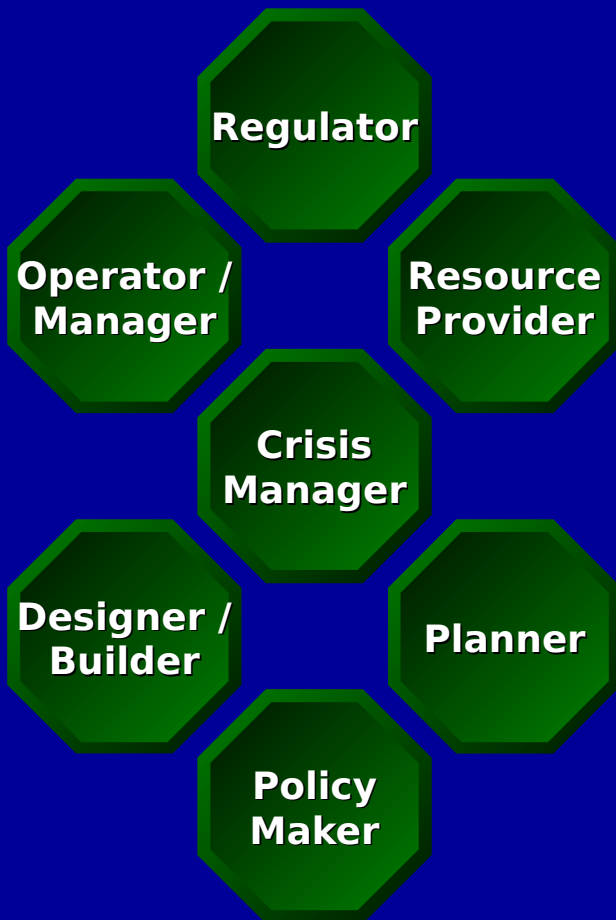 Regulator
Operator /
Manager
Resource
Provider
Crisis
Manager
Designer /
Builder
Planner
Policy
Maker